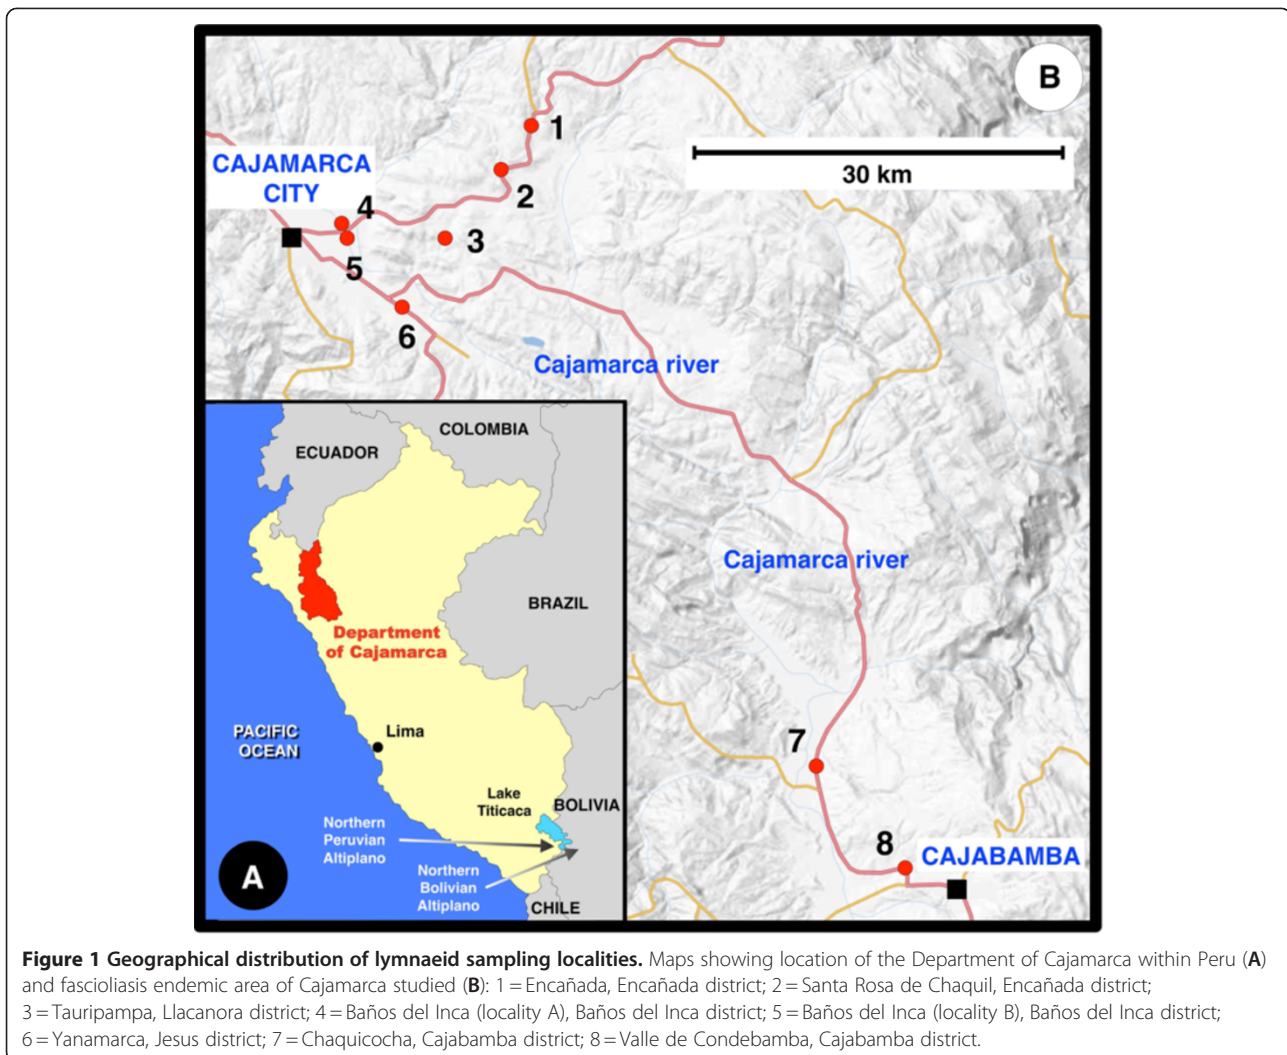 B
1
30 km
CAJAMARCA
CITY
2
4
3
5
6
Cajamarca river
COLOMBIA
ECUADOR
Cajamarca river
BRAZIL
Department
of Cajamarca
PACIFIC
OCEAN
Lima
7
Lake
Titicaca
BOLIVIA
Northern
Peruvian
Altiplano
8
CAJABAMBA
A
Northern
Bolivian
Altiplano
CHILE
Figure 1 Geographical distribution of lymnaeid sampling localities. Maps showing location of the Department of Cajamarca within Peru (A)
and fascioliasis endemic area of Cajamarca studied (B): 1 = Encañada, Encañada district; 2 = Santa Rosa de Chaquil, Encañada district;
3 = Tauripampa, Llacanora district; 4 = Baños del Inca (locality A), Baños del Inca district; 5 = Baños del Inca (locality B), Baños del Inca district;
6 = Yanamarca, Jesus district; 7 = Chaquicocha, Cajabamba district; 8 = Valle de Condebamba, Cajabamba district.